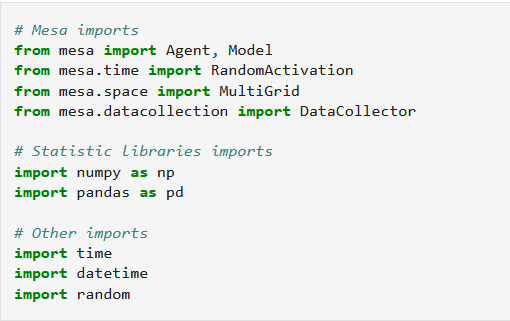 # Mesa imports
from mesa import Agent, Model
from mesa.time import RandomActivation
from mesa.space import MultiGrid
from mesa.datacollection import DataCollector
# Statistic libraries imports
import numpy as np
import pandas as pd
# Other imports
import time
import datetime
import random